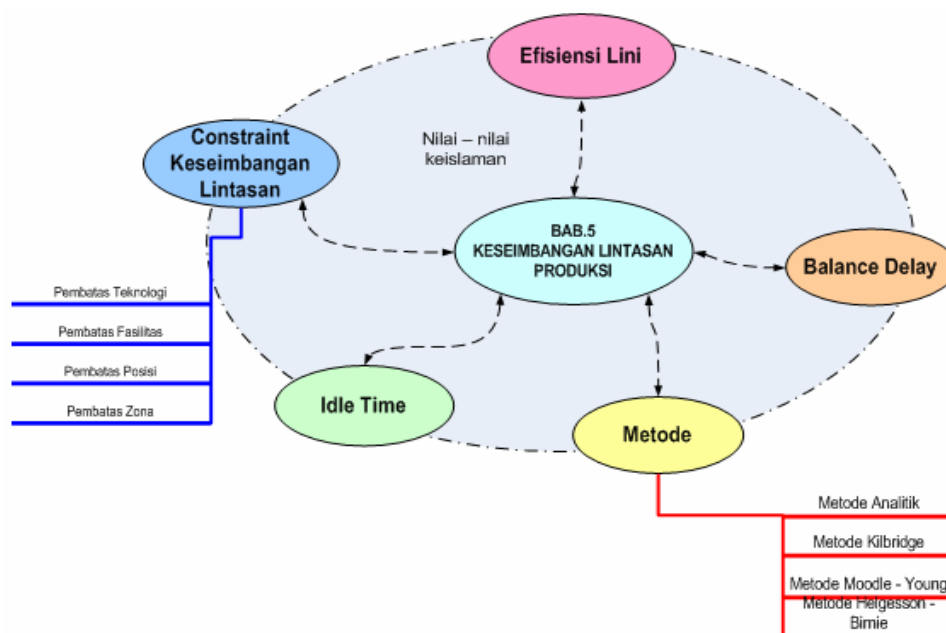 Efisiensi Lini
Constraint
Keseimbangan
Lintasan
Nilai – nilai
keislaman
BAB.5
KESEIMBANGAN LINTASAN
PRODUKSI
Balance Delay
Pembatas Teknologi
Pembatas Fasilitas
Pembatas Posisi
Pembatas Zona
Idle Time
Metode
Metode Analitik
Metode Kilbridge
Metode Moodle - Young
Metode Helgesson -
Birnie